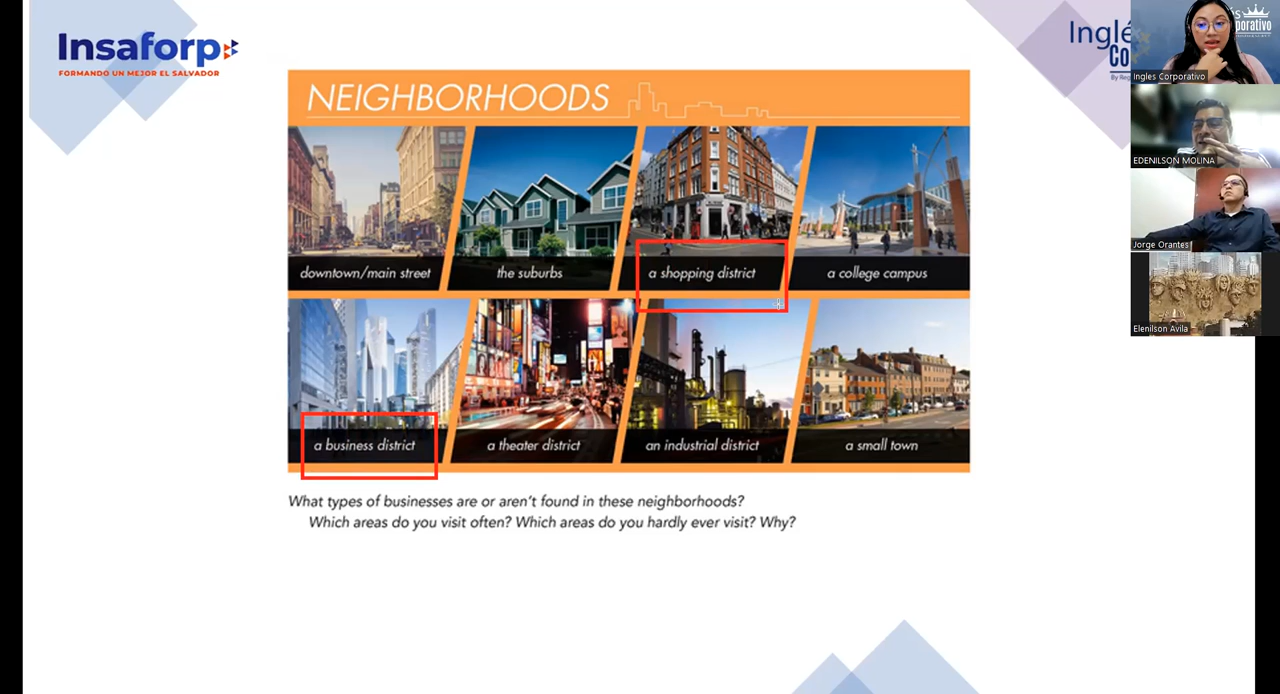 Insaforp
FORMANDO UN MEJOR EL SALVADOR
Inglé
Co
By Reg
s
porativo
Ingles Corporativo
EDENILSON MOLINA
Jorge Orantes
Elenilson Avila
NEIGHBORHOODS
downtown/main street
the suburbs
a shopping district
a college campus
a business district
a theater district
an industrial district
a small town
What types of businesses are or aren't found in these neighborhoods?
Which areas do you visit often? Which areas do you hardly ever visit? Why?